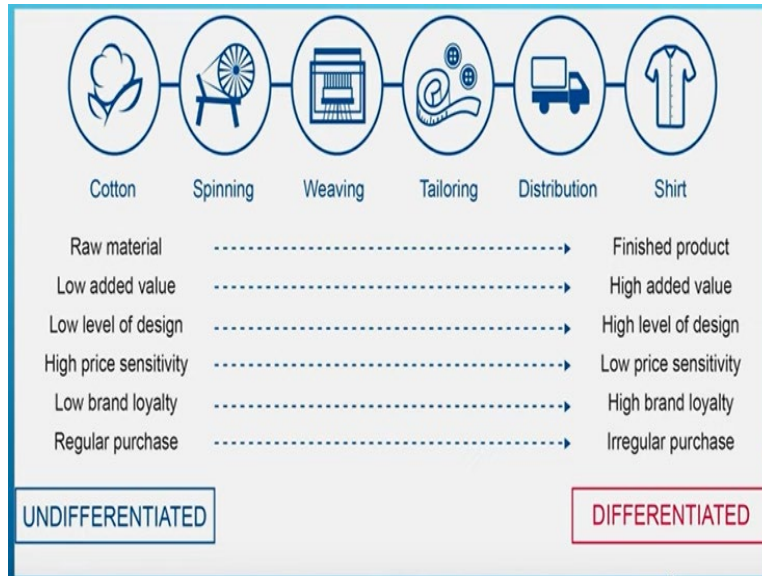 Cotton Spinning Weaving Tailoring Distribution Shirt
Raw material Finished product
Low added value High added value
Low level of design High level of design
High price sensitivity Low price sensitivity
Low brand loyalty High brand loyalty
Regular purchase Irregular purchase
UNDIFFERENTIATED DIFFERENTIATED